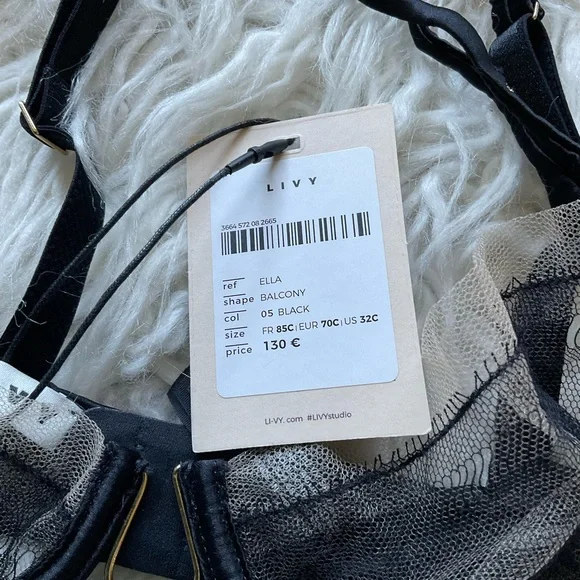 LIVY
3664 572 08 2665
ref ELLA
shape BALCONY
col 05 BLACK
size FR 85C | EUR 70C | US 32C
price 130 €
LI-VY. com #LIVYstudio